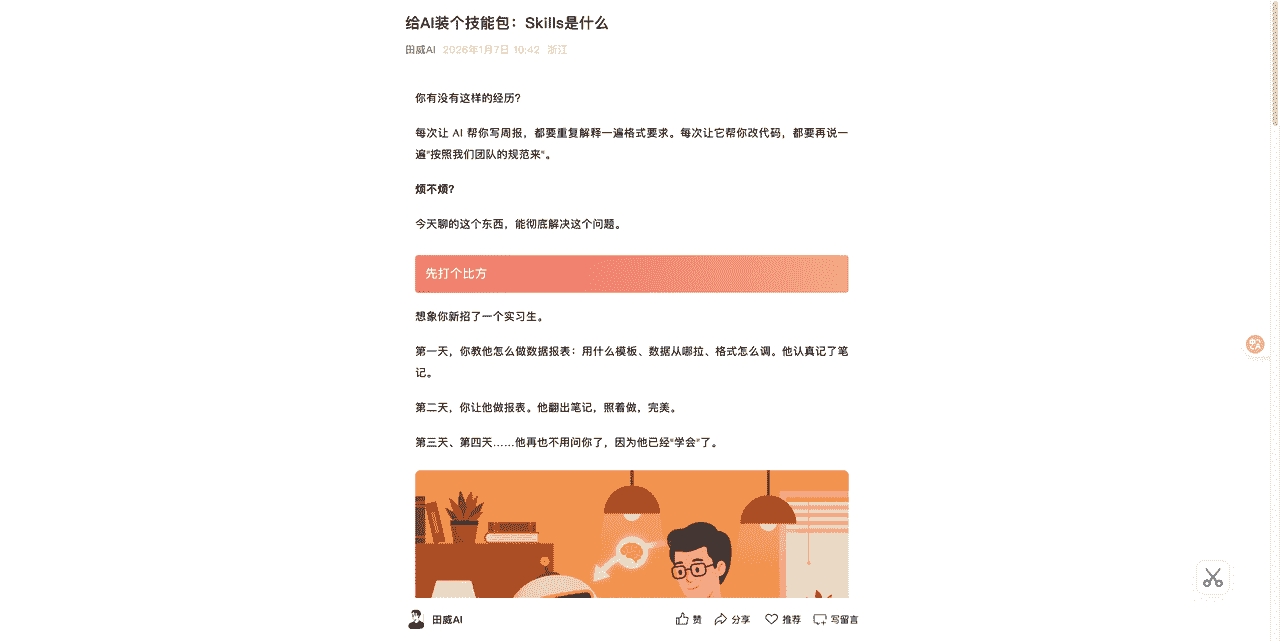 给AI装个技能包：Skills是什么
田威AI 2026年1月7日 10:42 浙江
你有没有这样的经历？
每次让 AI 帮你写周报，都要重复解释一遍格式要求。每次让它帮你改代码，都要再说一
遍"按照我们团队的规范来"。
烦不烦？
今天聊的这个东西，能彻底解决这个问题。
先打个比方
想象你新招了一个实习生。
第一天，你教他怎么做数据报表：用什么模板、数据从哪拉、格式怎么调。他认真记了笔
记。
第二天，你让他做报表。他翻出笔记，照着做，完美。
第三天、第四天……他再也不用问你了，因为他已经"学会"了。
田威AI 赞 分享 推荐 写留言